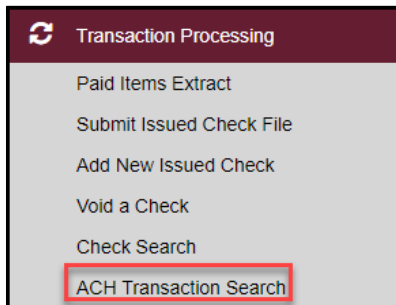 Transaction Processing
Paid Items Extract
Submit Issued Check File
Add New Issued Check
Void a Check
Check Search
ACH Transaction Search